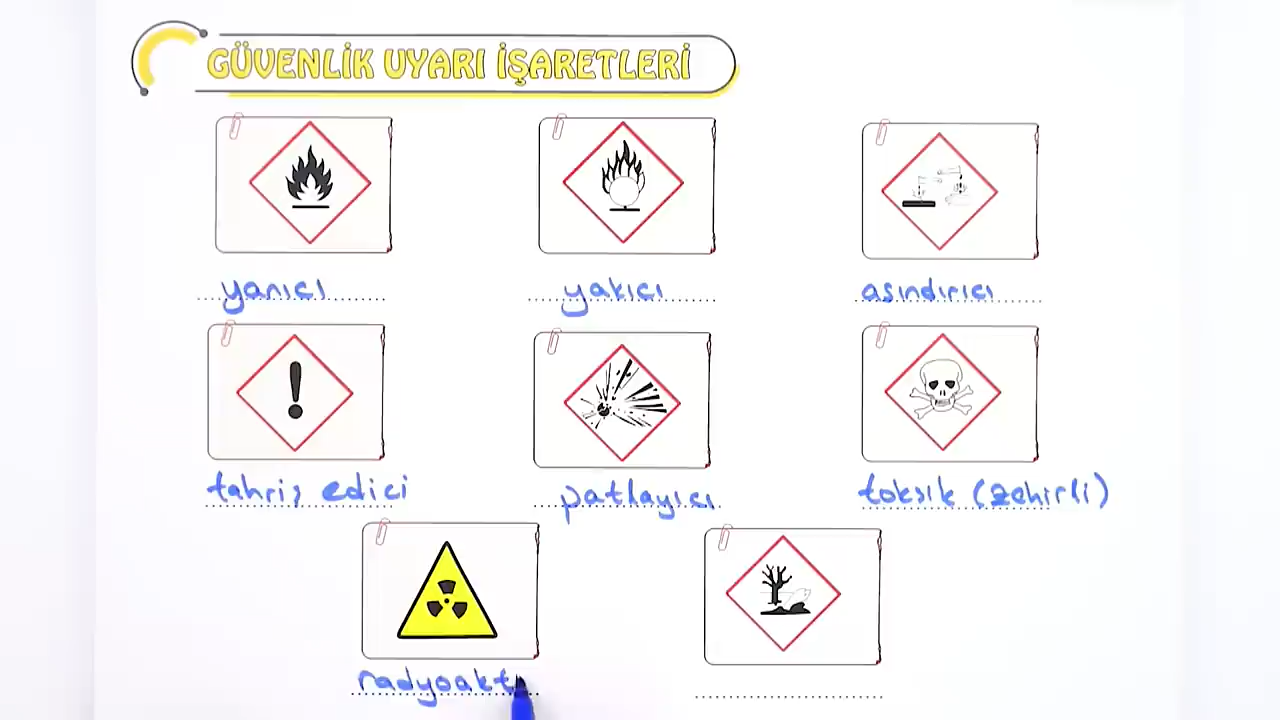 GÜVENLİK UYARI İŞARETLERİ
yanıcı
yakıcı
aşındırıcı
tahriş edici
patlayıcı
toksik (zehirli)
radyoakt